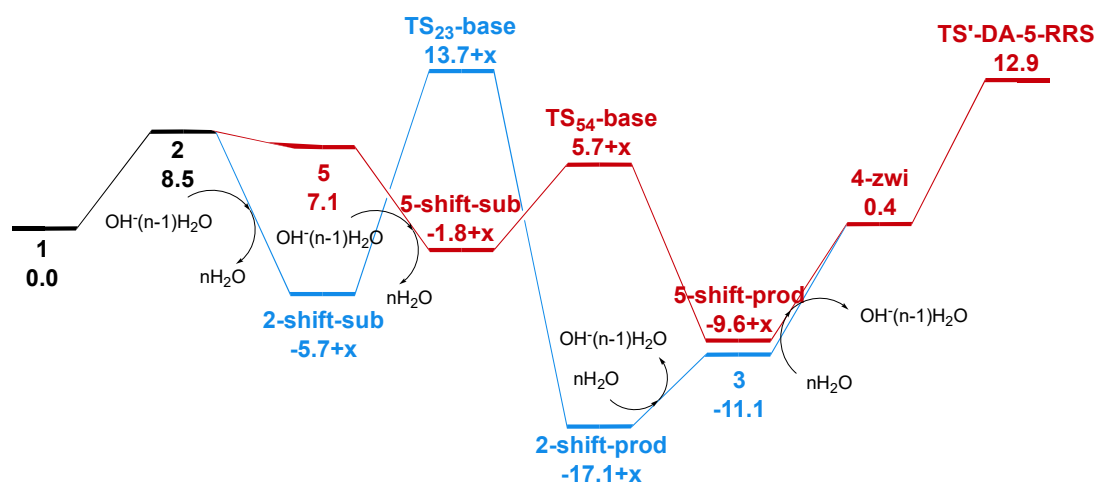 TS23-base
13.7+x
TS'-DA-5-RRS
12.9
TS54-base
5.7+x
2
8.5
5
7.1
4-zwi
0.4
5-shift-sub
-1.8+x
OH-(n-1)H2O
OH-(n-1)H2O
1
0.0
nH2O
nH2O
2-shift-sub
-5.7+x
5-shift-prod
-9.6+x
OH-(n-1)H2O
OH-(n-1)H2O
nH2O
3
-11.1
nH2O
2-shift-prod
-17.1+x